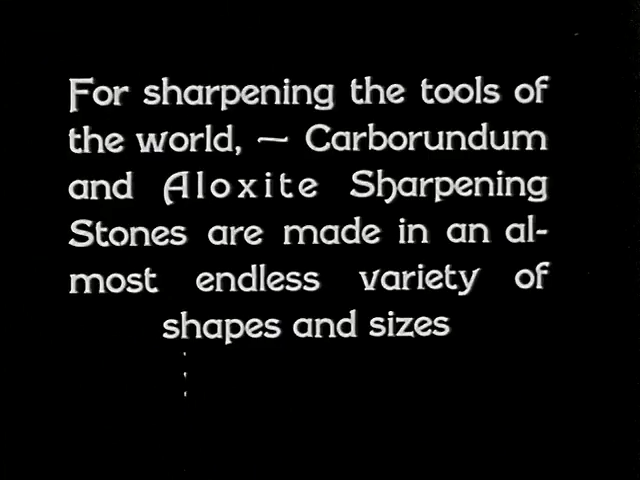 For sharpening the tools of
the world, — Carborundum
and Aloxite Sharpening
Stones are made in an al-
most endless variety of
shapes and sizes